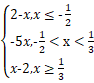 2-x,x ≤ -1/2
-5x,-1/2 < x < 1/3
x-2,x ≥ 1/3